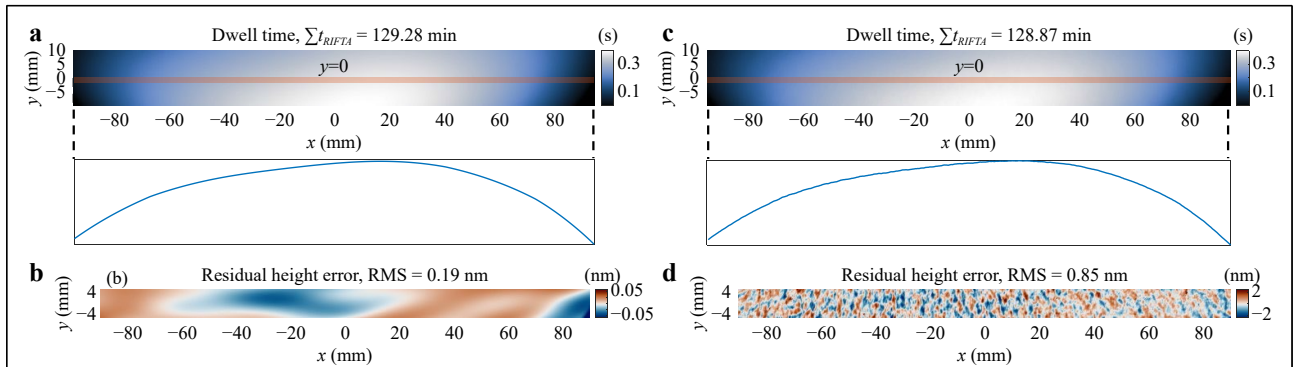 a
Dwell time, ∑t_RIFTA = 129.28 min
(s)
10
5
0
−5
y (mm)
y=0
0.3
0.1
−80 −60 −40 −20 0 20 40 60 80
x (mm)
b
(b)
Residual height error, RMS = 0.19 nm
(nm)
4
−4
y (mm)
0.05
−0.05
−80 −60 −40 −20 0 20 40 60 80
x (mm)
c
Dwell time, ∑t_RIFTA = 128.87 min
(s)
10
5
0
−5
y (mm)
y=0
0.3
0.1
−80 −60 −40 −20 0 20 40 60 80
x (mm)
d
Residual height error, RMS = 0.85 nm
(nm)
4
−4
y (mm)
2
−2
−80 −60 −40 −20 0 20 40 60 80
x (mm)